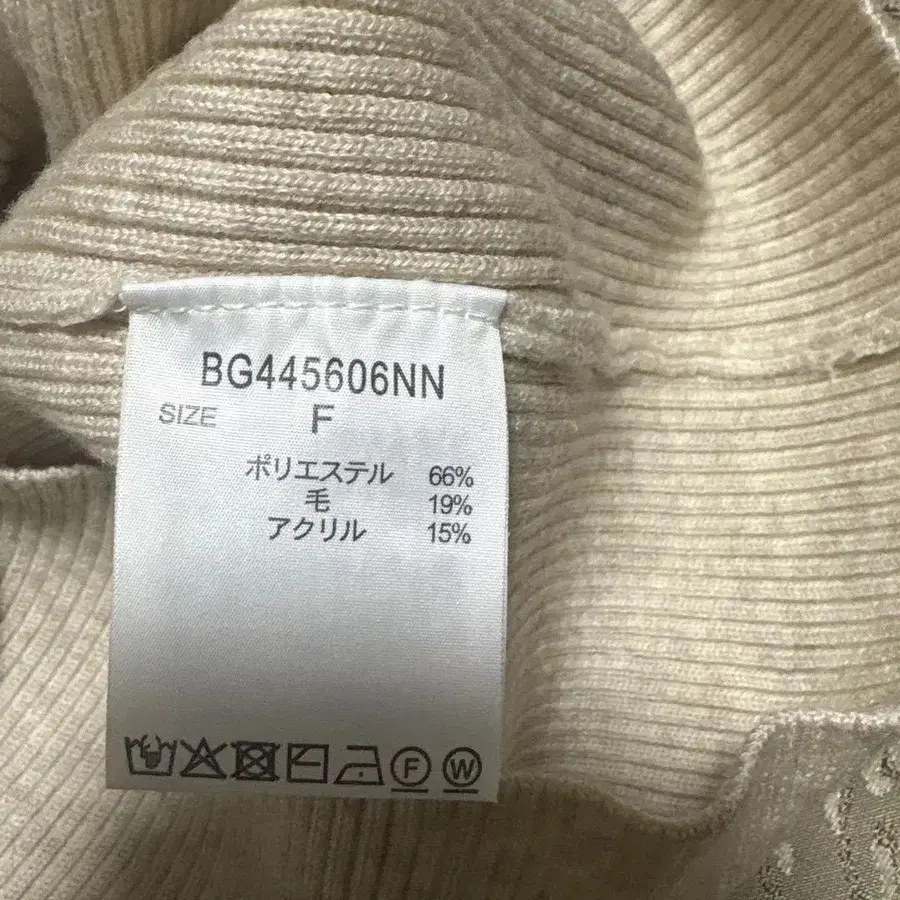 BG445606NN
SIZE F
ポリエステル 66%
毛 19%
アクリル 15%
F W